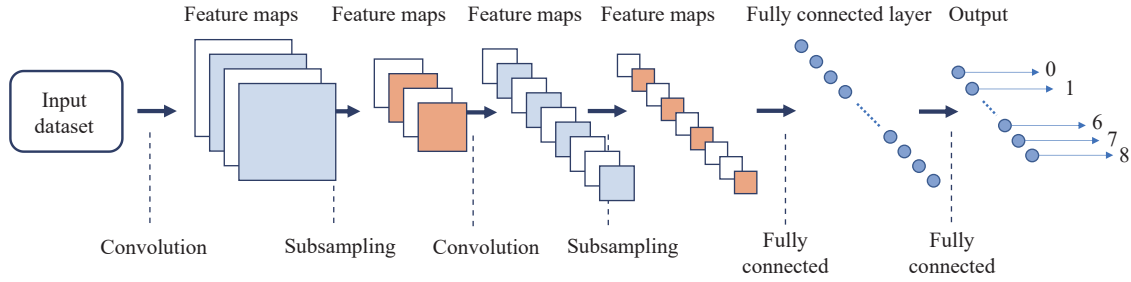 Feature maps
Feature maps
Feature maps
Feature maps
Fully connected layer
Output
Input
dataset
0
1
6
7
8
Convolution
Subsampling
Convolution
Subsampling
Fully
connected
Fully
connected